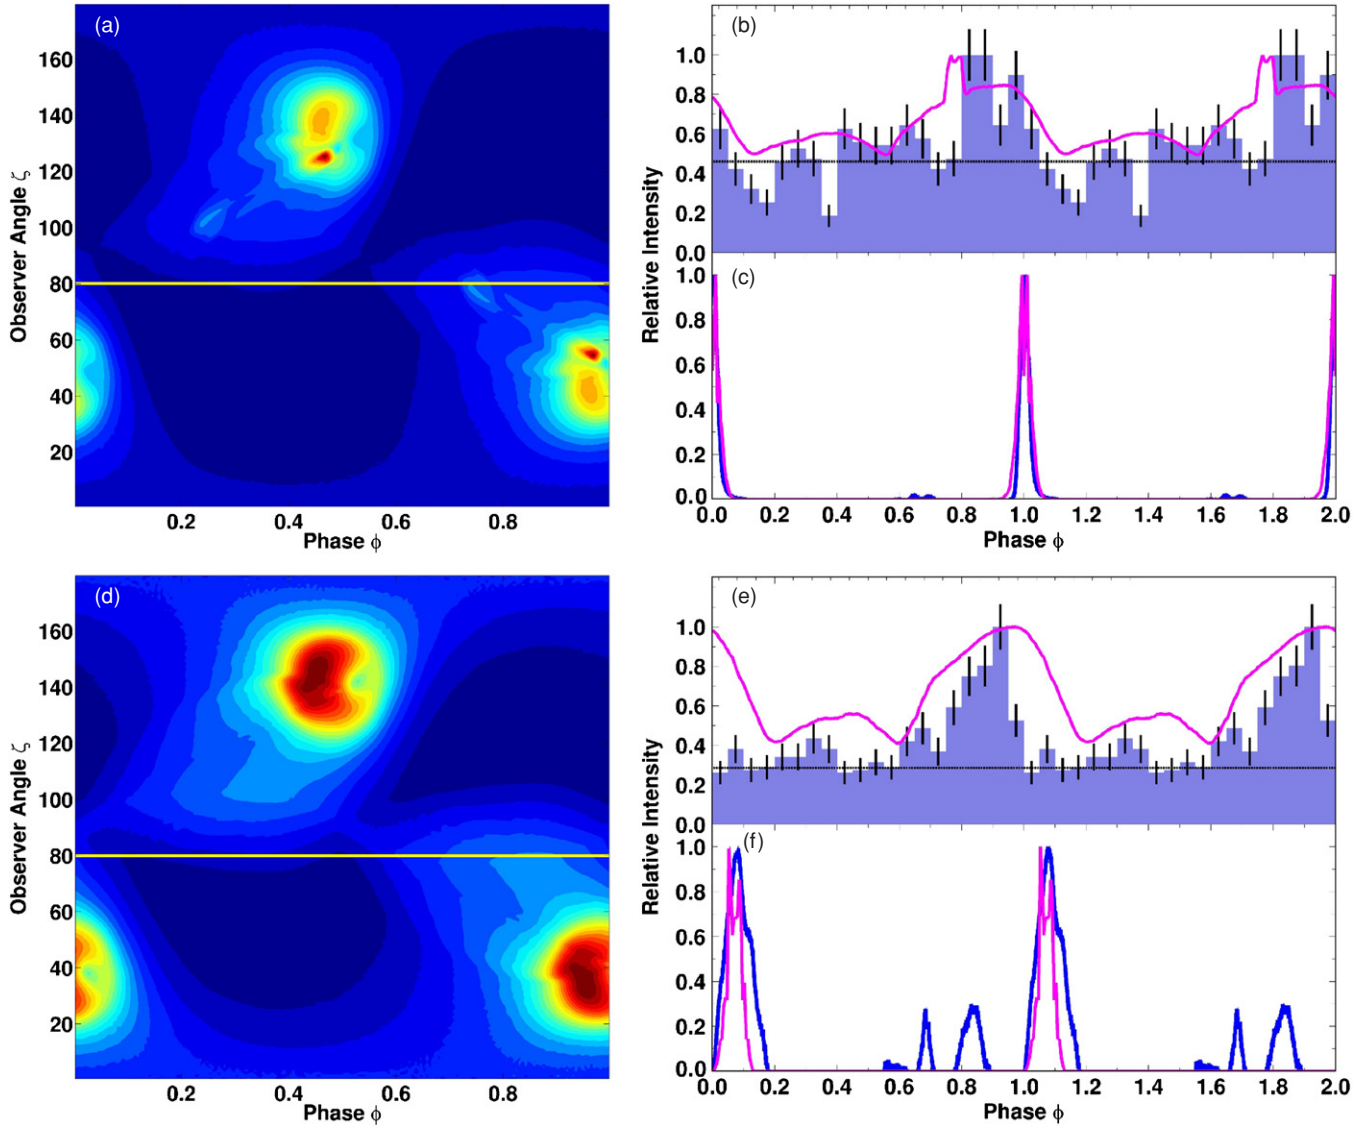 (a)
Observer Angle ζ
160
140
120
100
80
60
40
20
0.2 0.4 0.6 0.8
Phase ϕ
(b)
Relative Intensity
1.0
0.8
0.6
0.4
0.2
0.0
(c)
1.0
0.8
0.6
0.4
0.2
0.0
0.0 0.2 0.4 0.6 0.8 1.0 1.2 1.4 1.6 1.8 2.0
Phase ϕ
(d)
Observer Angle ζ
160
140
120
100
80
60
40
20
0.2 0.4 0.6 0.8
Phase ϕ
(e)
Relative Intensity
1.0
0.8
0.6
0.4
0.2
0.0
(f)
1.0
0.8
0.6
0.4
0.2
0.0
0.0 0.2 0.4 0.6 0.8 1.0 1.2 1.4 1.6 1.8 2.0
Phase ϕ